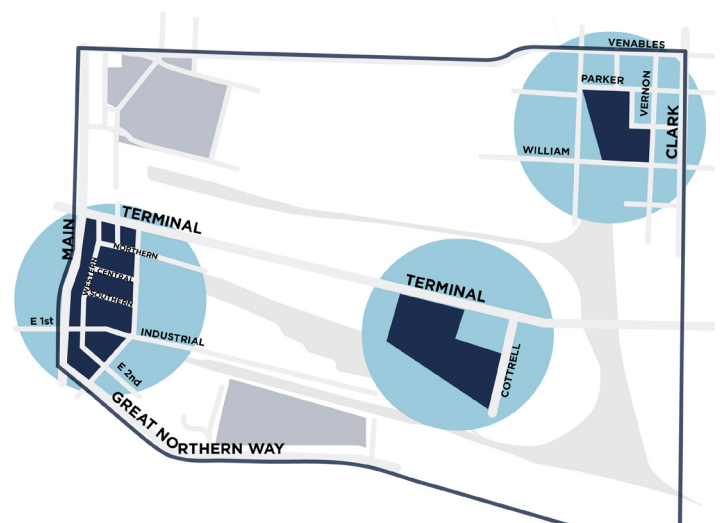 VENABLES
PARKER
VERNON
CLARK
WILLIAM
TERMINAL
MAIN
NORTHERN
WESTERN
CENTRAL
SOUTHERN
E 1st
INDUSTRIAL
E 2nd
TERMINAL
COTTRELL
GREAT NORTHERN WAY